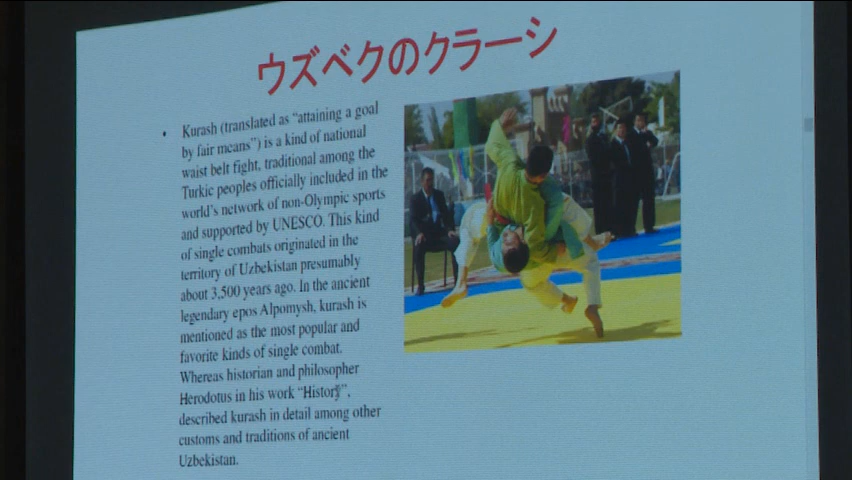 ウズベクのクラーシ
• Kurash (translated as “attaining a goal
by fair means”) is a kind of national
waist belt fight, traditional among the
Turkic peoples officially included in the
world’s network of non-Olympic sports
and supported by UNESCO. This kind
of single combats originated in the
territory of Uzbekistan presumably
about 3,500 years ago. In the ancient
legendary epos Alpomysh, kurash is
mentioned as the most popular and
favorite kinds of single combat.
Whereas historian and philosopher
Herodotus in his work “History”,
described kurash in detail among other
customs and traditions of ancient
Uzbekistan.